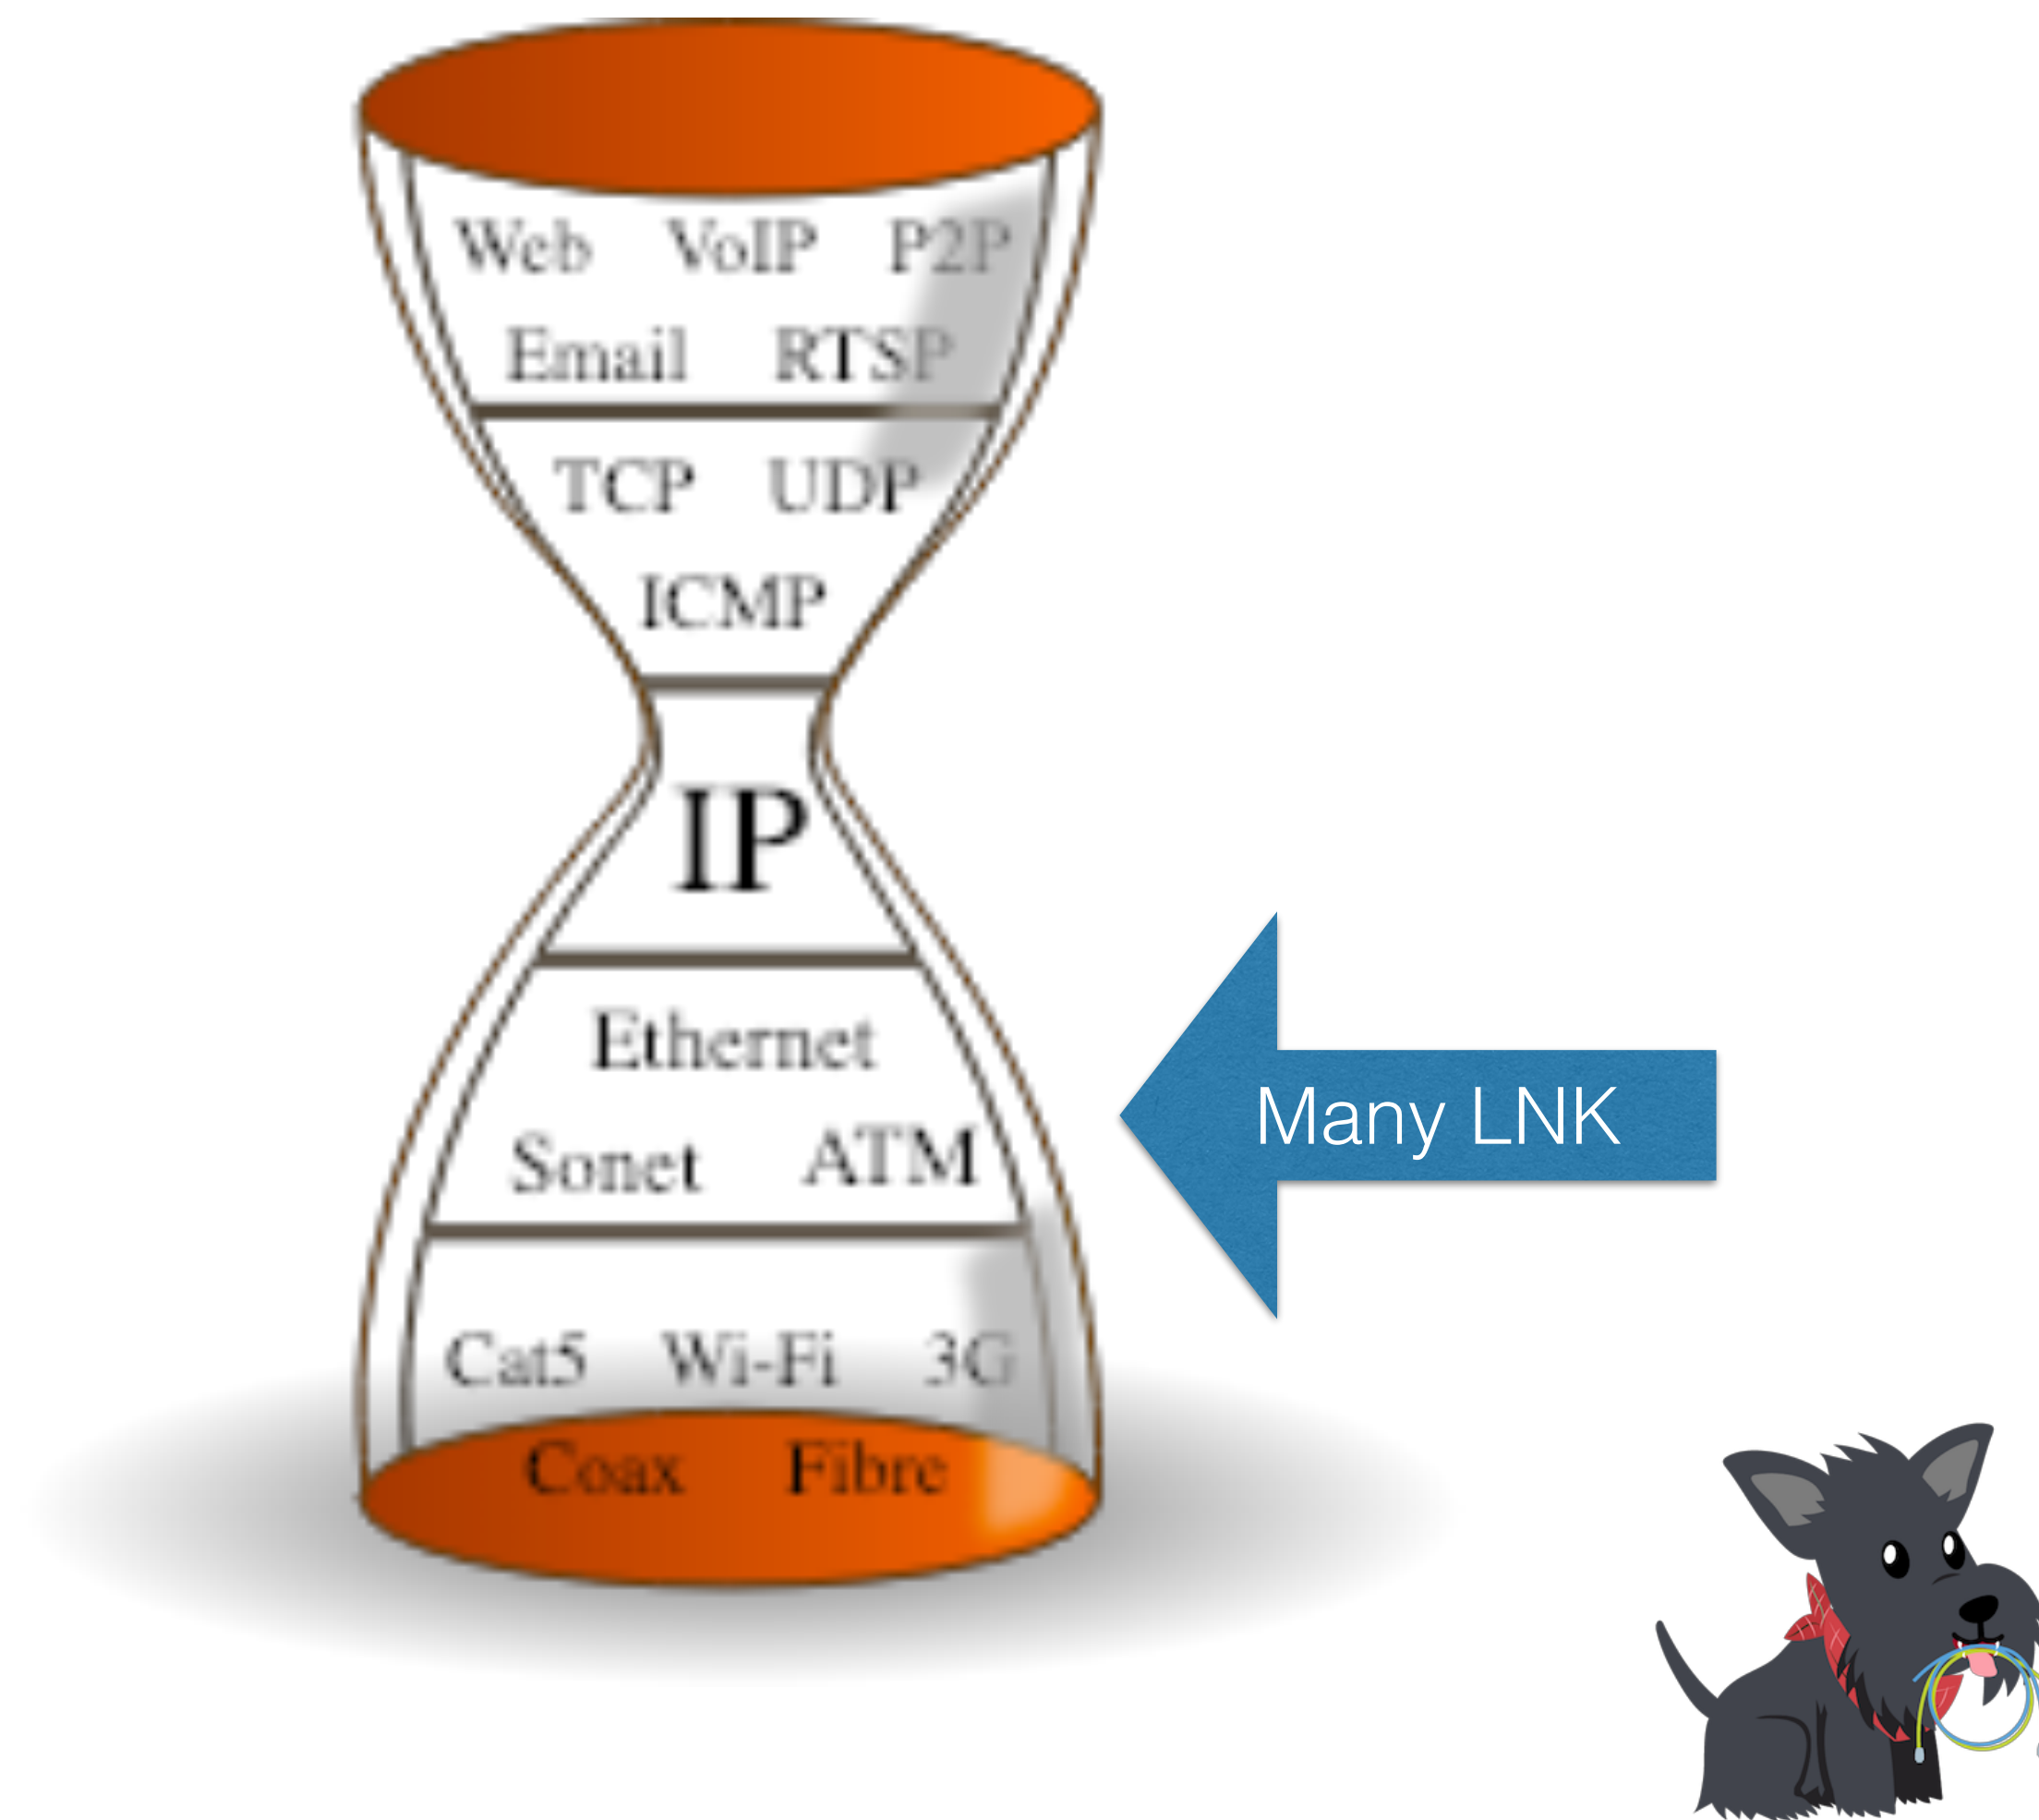 Web VoIP P2P
Email RTSP
TCP UDP
ICMP
IP
Ethernet
Sonet ATM
Many LNK
Cat5 Wi-Fi 3G
Coax Fibre